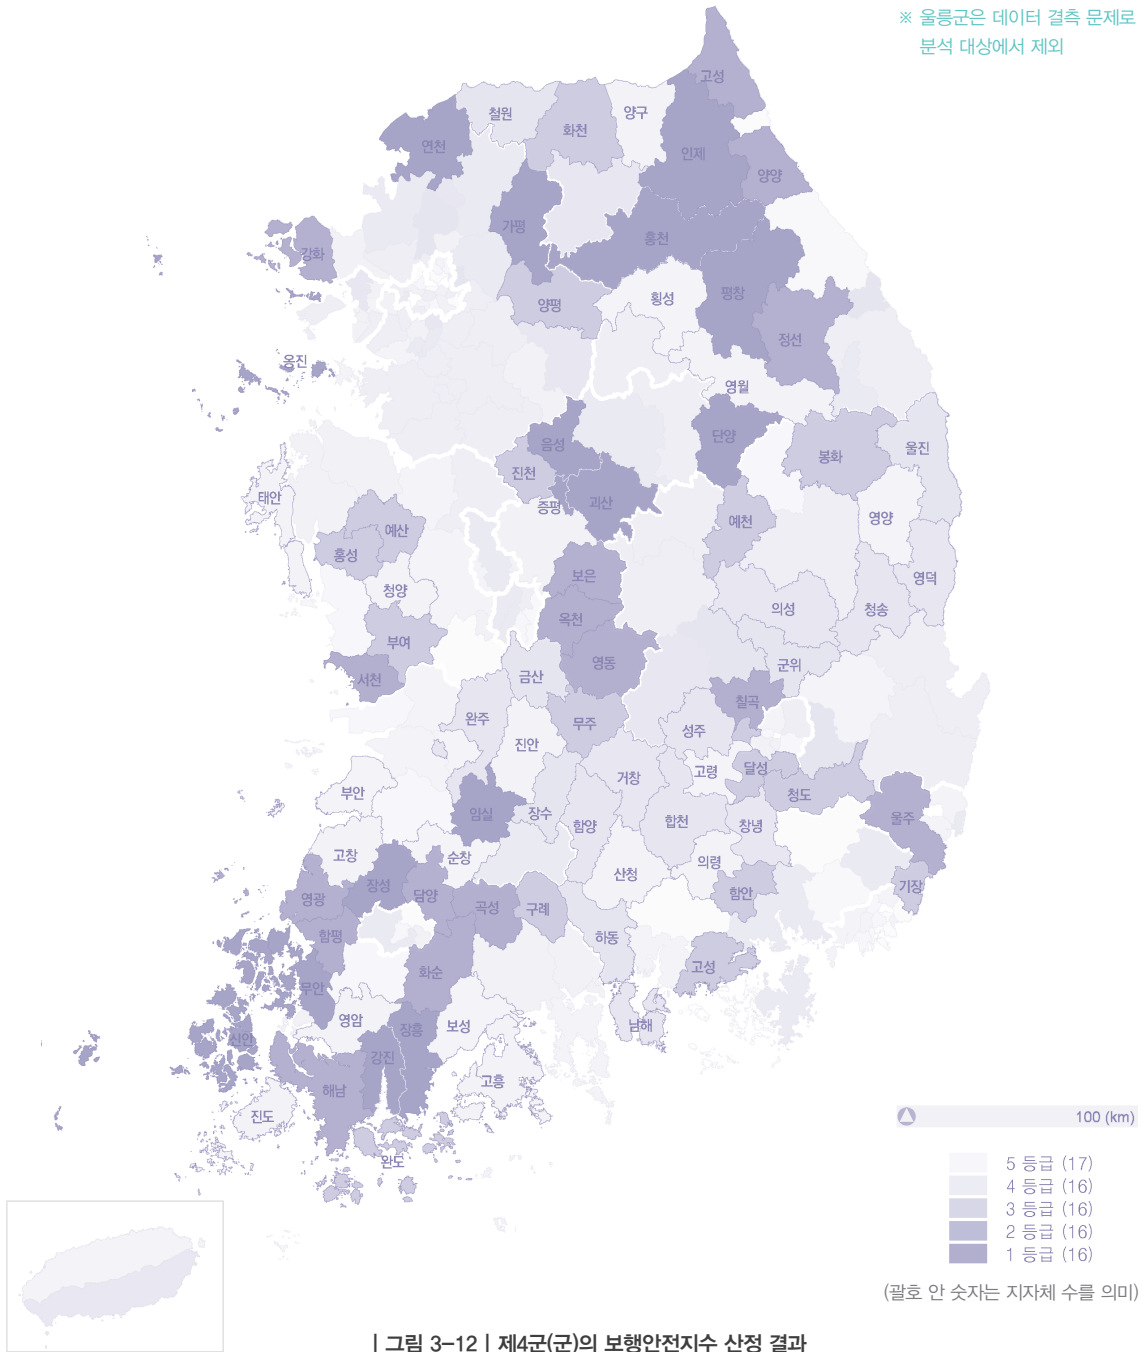 ※ 울릉군은 데이터 결측 문제로
분석 대상에서 제외
고성
철원
화천
양구
연천
인제
양양
가평
홍천
강화
평창
횡성
양평
정선
옹진
영월
단양
음성
봉화
울진
진천
태안
증평
괴산
예천
영양
예산
홍성
보은
청양
영덕
의성
청송
옥천
부여
영동
군위
서천
금산
칠곡
완주
무주
성주
진안
고령
달성
거창
부안
청도
임실
장수
함양
합천
창녕
울주
고창
순창
의령
산청
장성
영광
담양
함안
기장
곡성
구례
함평
하동
화순
고성
무안
영암
장흥
보성
남해
신안
강진
고흥
해남
진도
완도
100 (km)
5 등급 (17)
4 등급 (16)
3 등급 (16)
2 등급 (16)
1 등급 (16)
(괄호 안 숫자는 지자체 수를 의미)
| 그림 3-12 | 제4군(군)의 보행안전지수 산정 결과